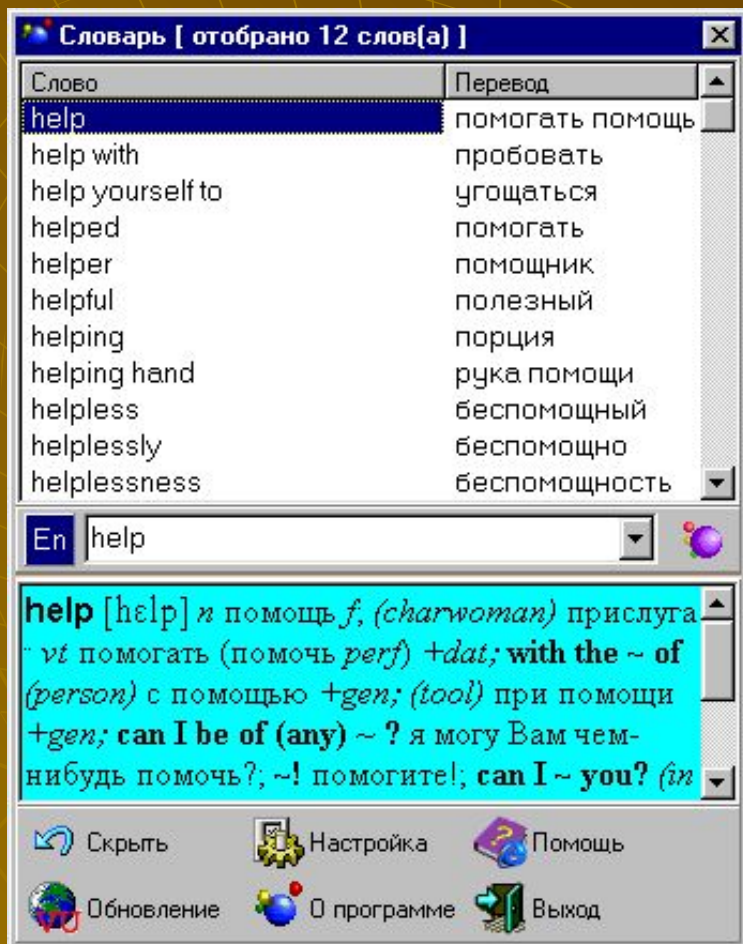 Словарь [ отобрано 12 слов(а) ]
Слово Перевод
help помогать помощь
help with пробовать
help yourself to угощаться
helped помогать
helper помощник
helpful полезный
helping порция
helping hand рука помощи
helpless беспомощный
helplessly беспомощно
helplessness беспомощность
En help
help [hεlp] n помощь f, (charwoman) прислуга
vt помогать (помочь perf) +dat; with the ~ of
(person) с помощью +gen; (tool) при помощи
+gen; can I be of (any) ~ ? я могу Вам чем-
нибудь помочь?; ~! помогите!; can I ~ you? (in
Скрыть Настройка Помощь
Обновление О программе Выход